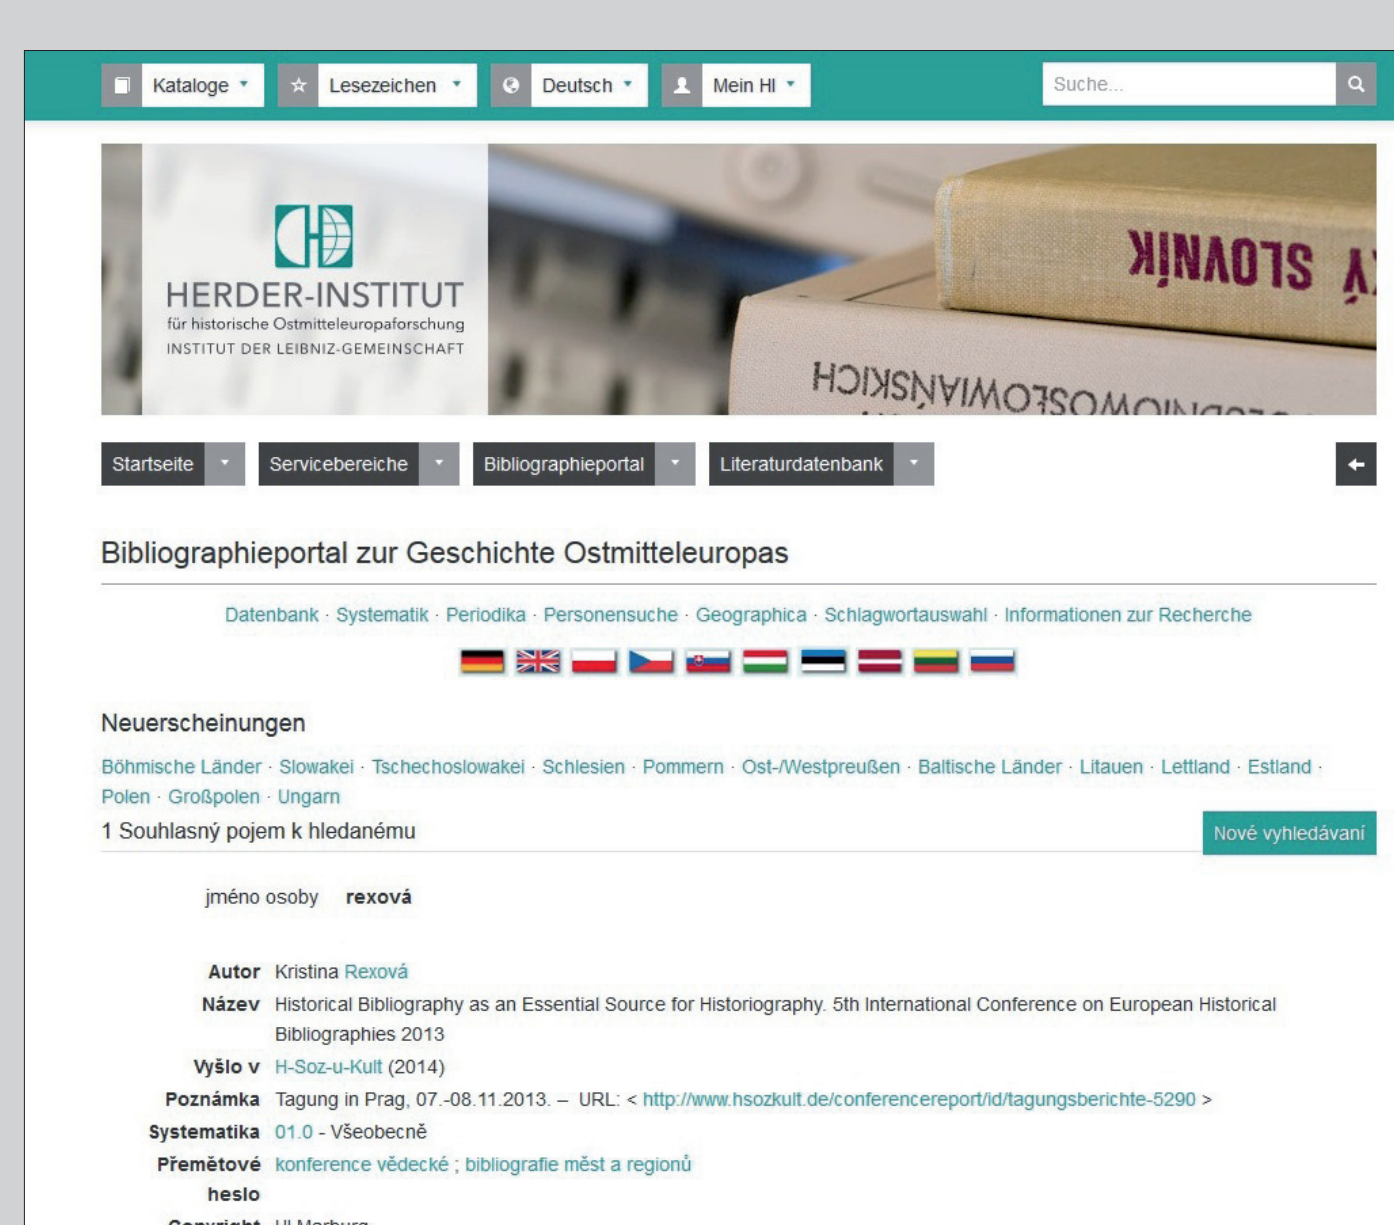 Kataloge
Lesezeichen
Deutsch
Mein HI
Suche...
HERDER-INSTITUT
für historische Ostmitteleuropaforschung
INSTITUT DER LEIBNIZ-GEMEINSCHAFT
Ý SLOVNÍK
Startseite
Servicebereiche
Bibliographieportal
Literaturdatenbank
Bibliographieportal zur Geschichte Ostmitteleuropas
Datenbank · Systematik · Periodika · Personensuche · Geographica · Schlagwortauswahl · Informationen zur Recherche
Neuerscheinungen
Böhmische Länder · Slowakei · Tschechoslowakei · Schlesien · Pommern · Ost-/Westpreußen · Baltische Länder · Litauen · Lettland · Estland ·
Polen · Großpolen · Ungarn
1 Souhlasný pojem k hledanému
Nové vyhledávaní
jméno osoby rexová
Autor Kristina Rexová
Název Historical Bibliography as an Essential Source for Historiography. 5th International Conference on European Historical
Bibliographies 2013
Vyšlo v H-Soz-u-Kult (2014)
Poznámka Tagung in Prag, 07.-08.11.2013. – URL: < http://www.hsozkult.de/conferencereport/id/tagungsberichte-5290 >
Systematika 01.0 - Všeobecně
Přemětové konference vědecké ; bibliografie měst a regionů
heslo
Copyright HI Marburg